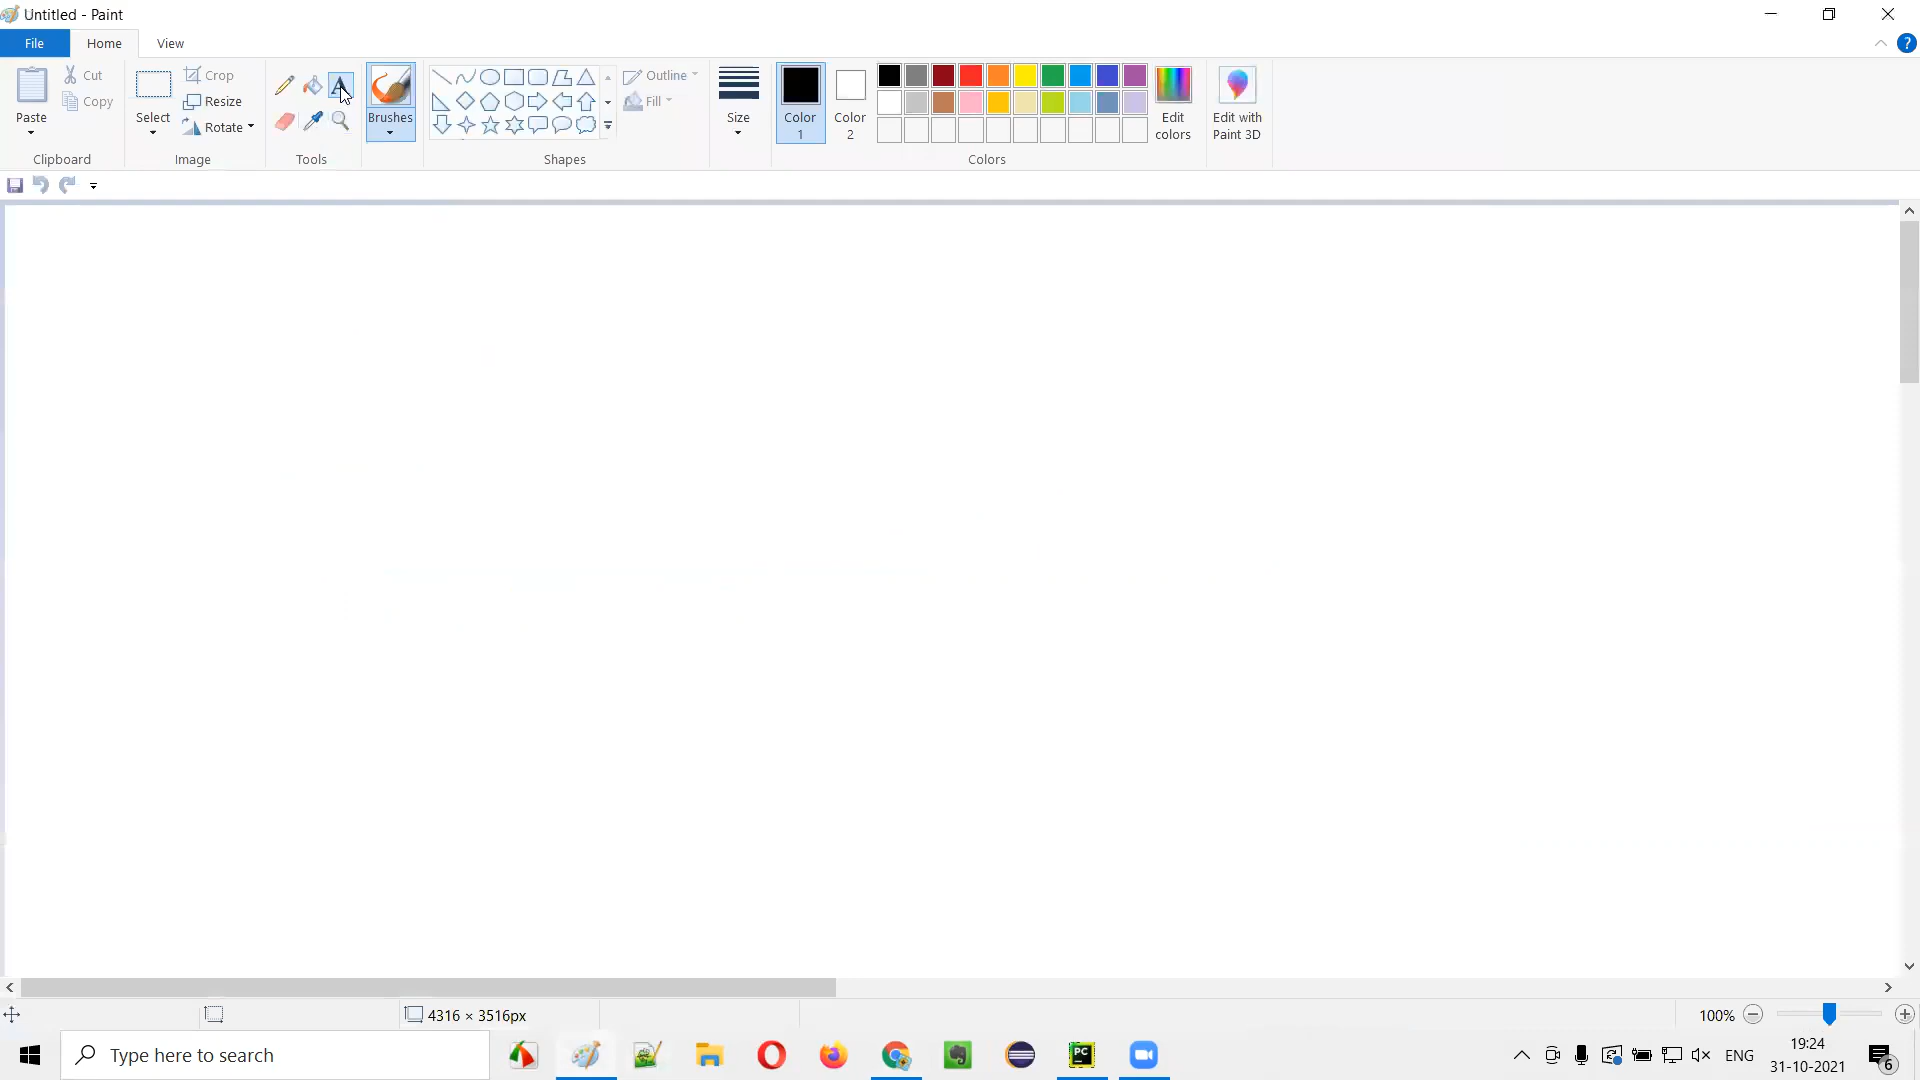 Untitled - Paint
File Home View
Paste
Cut
Copy
Clipboard
Select
Crop
Resize
Rotate
Image
A
Tools
Brushes
Shapes
Outline
Fill
Size
Color
1
Color
2
Edit
colors
Colors
Edit with
Paint 3D
?
4316 × 3516px
100%
Type here to search
PC
ENG
19:24
31-10-2021
6